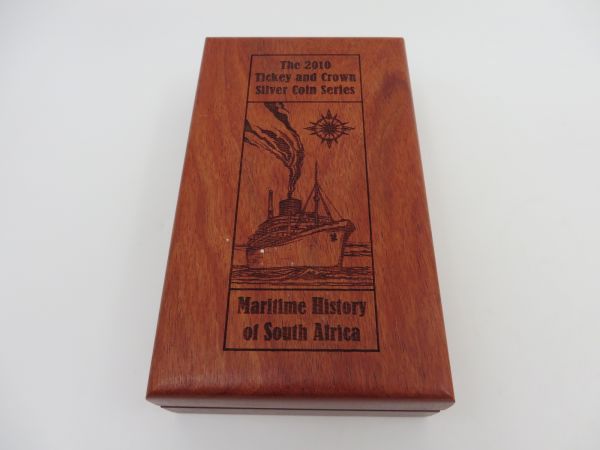 The 2010
Tickey and Crown
Silver Coin Series
Maritime History
of South Africa